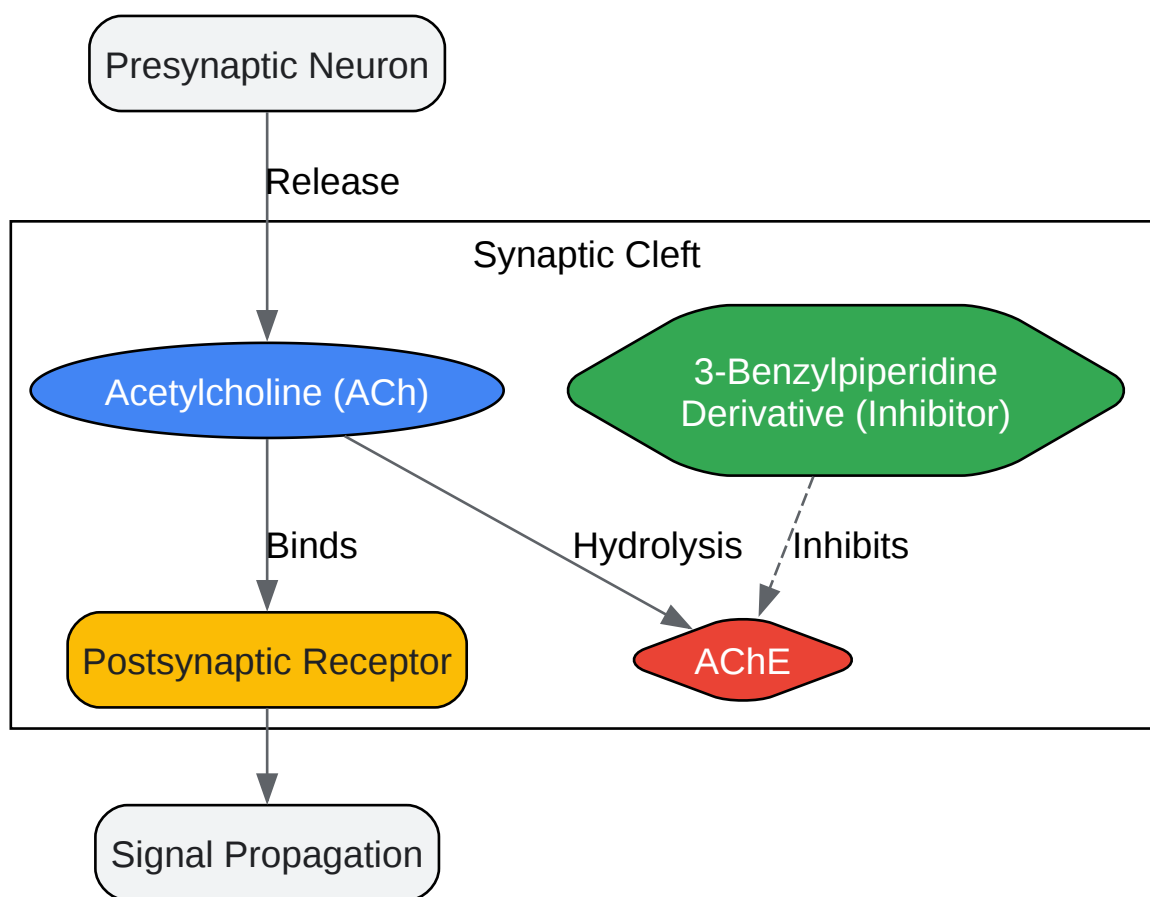 Presynaptic Neuron
Release
Synaptic Cleft
Acetylcholine (ACh)
3-Benzylpiperidine
Derivative (Inhibitor)
Binds
Hydrolysis
Inhibits
Postsynaptic Receptor
AChE
Signal Propagation